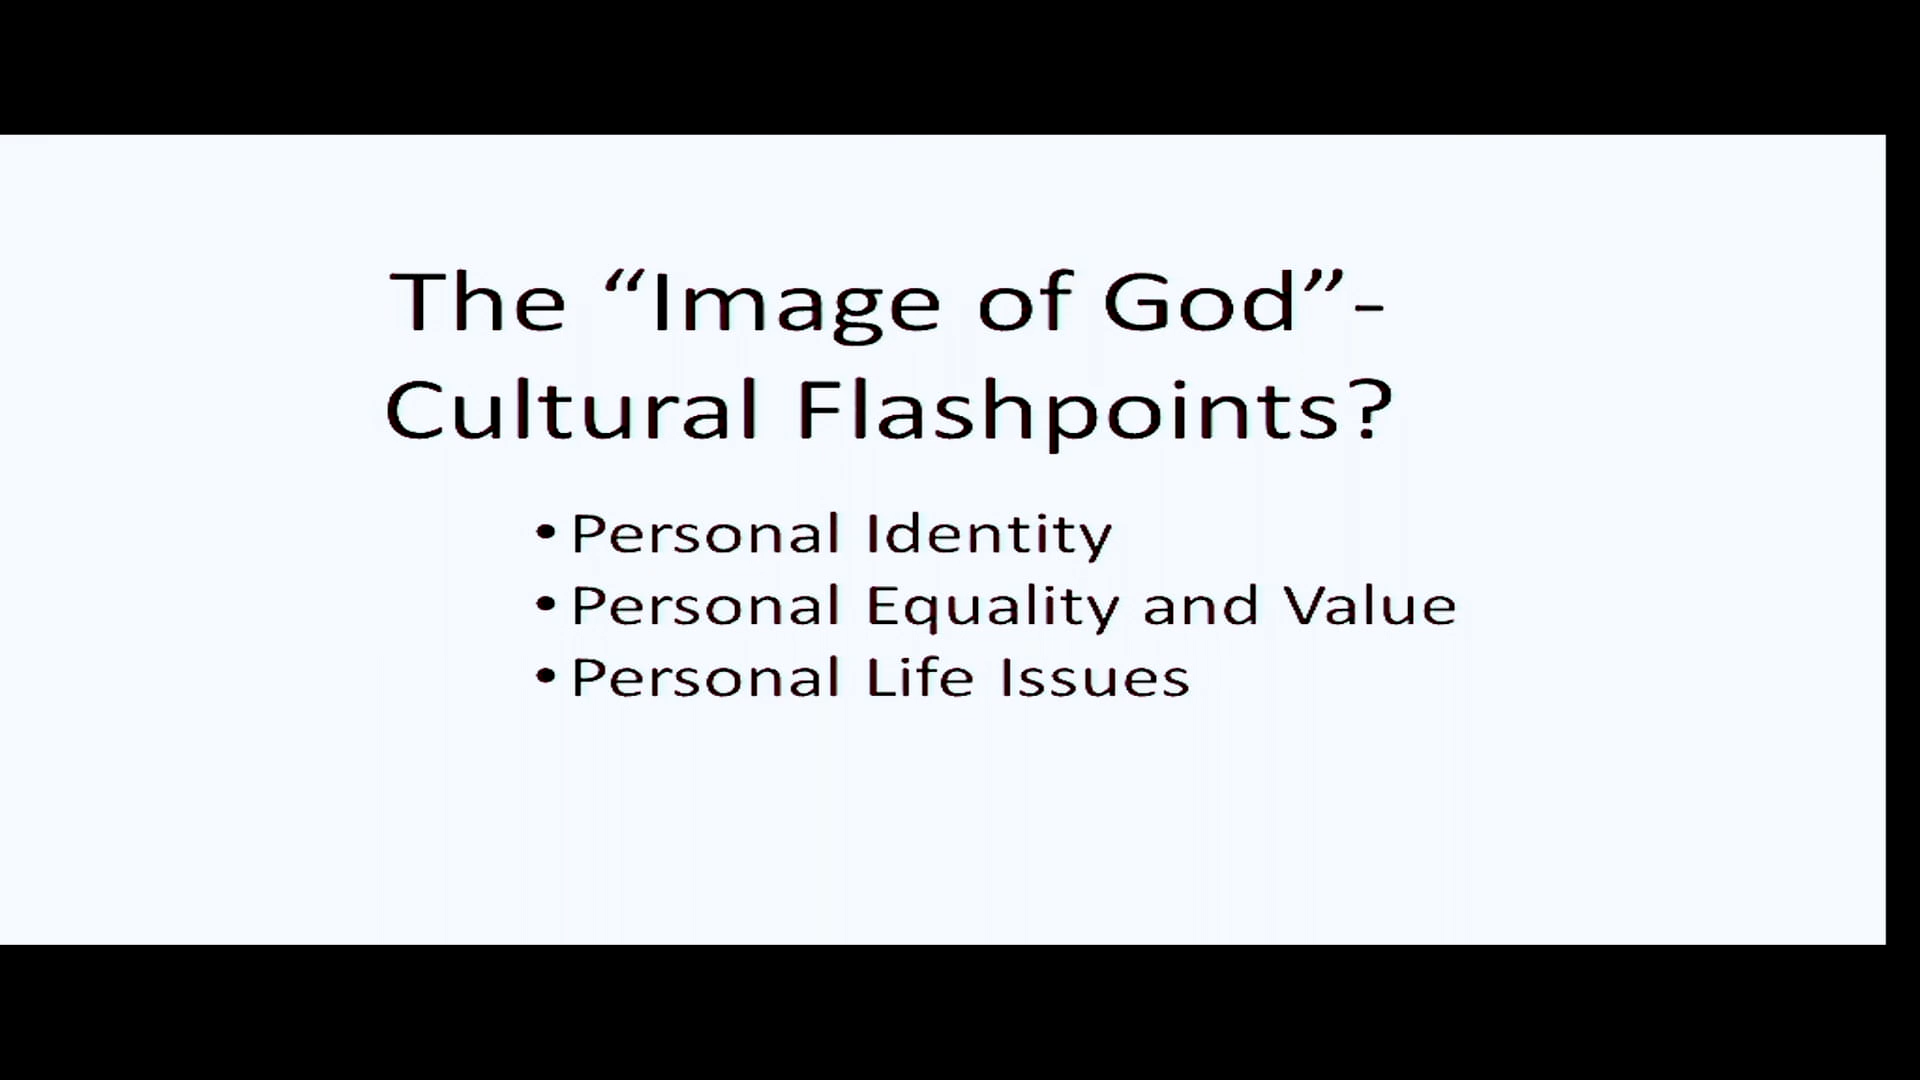 The “Image of God”-
Cultural Flashpoints?
• Personal Identity
• Personal Equality and Value
• Personal Life Issues